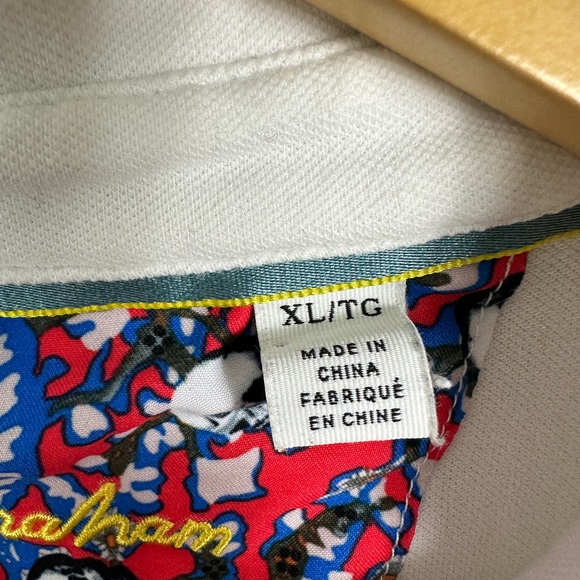 XL/TG
MADE IN
CHINA
FABRIQUÉ
EN CHINE